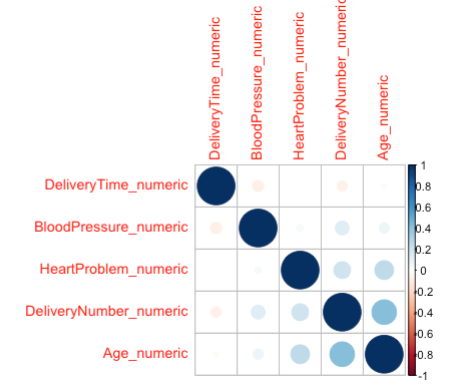 DeliveryTime_numeric
BloodPressure_numeric
HeartProblem_numeric
DeliveryNumber_numeric
Age_numeric
DeliveryTime_numeric
BloodPressure_numeric
HeartProblem_numeric
DeliveryNumber_numeric
Age_numeric
1
0.8
0.6
0.4
0.2
0
-0.2
-0.4
-0.6
-0.8
-1